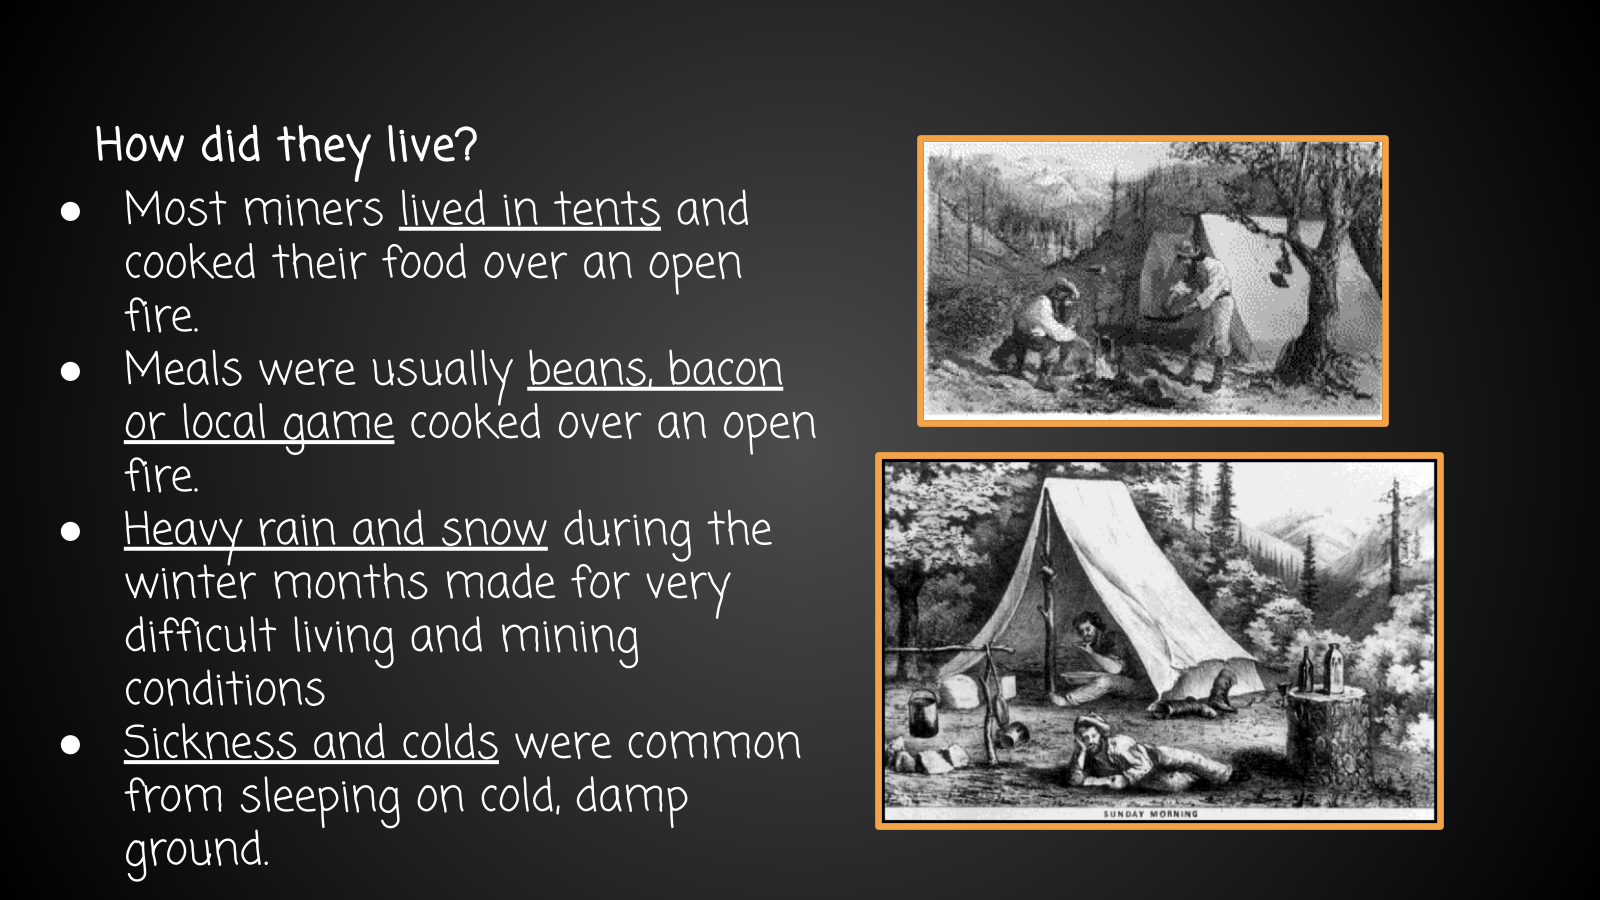 How did they live?
● Most miners lived in tents and
cooked their food over an open
fire.
● Meals were usually beans, bacon
or local game cooked over an open
fire.
● Heavy rain and snow during the
winter months made for very
difficult living and mining
conditions
● Sickness and colds were common
from sleeping on cold, damp
ground.
SUNDAY MORNING